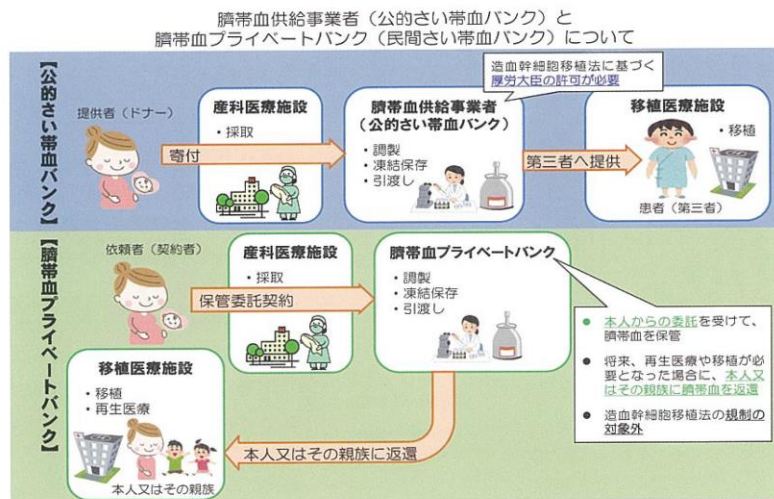 臍帯血供給事業者（公的さい帯血バンク）と
臍帯血プライベートバンク（民間さい帯血バンク）について
【公的さい帯血バンク】
提供者（ドナー）
寄付
産科医療施設
・採取
臍帯血供給事業者
（公的さい帯血バンク）
・調製
・凍結保存
・引渡し
造血幹細胞移植法に基づく
厚労大臣の許可が必要
第三者へ提供
移植医療施設
・移植
患者（第三者）
【臍帯血プライベートバンク】
依頼者（契約者）
保管委託契約
産科医療施設
・採取
臍帯血プライベートバンク
・調製
・凍結保存
・引渡し
● 本人からの委託を受けて、
臍帯血を保管
● 将来、再生医療や移植が必
要となった場合に、本人又
はその親族に臍帯血を返還
● 造血幹細胞移植法の規制の
対象外
本人又はその親族に返還
移植医療施設
・移植
・再生医療
本人又はその親族